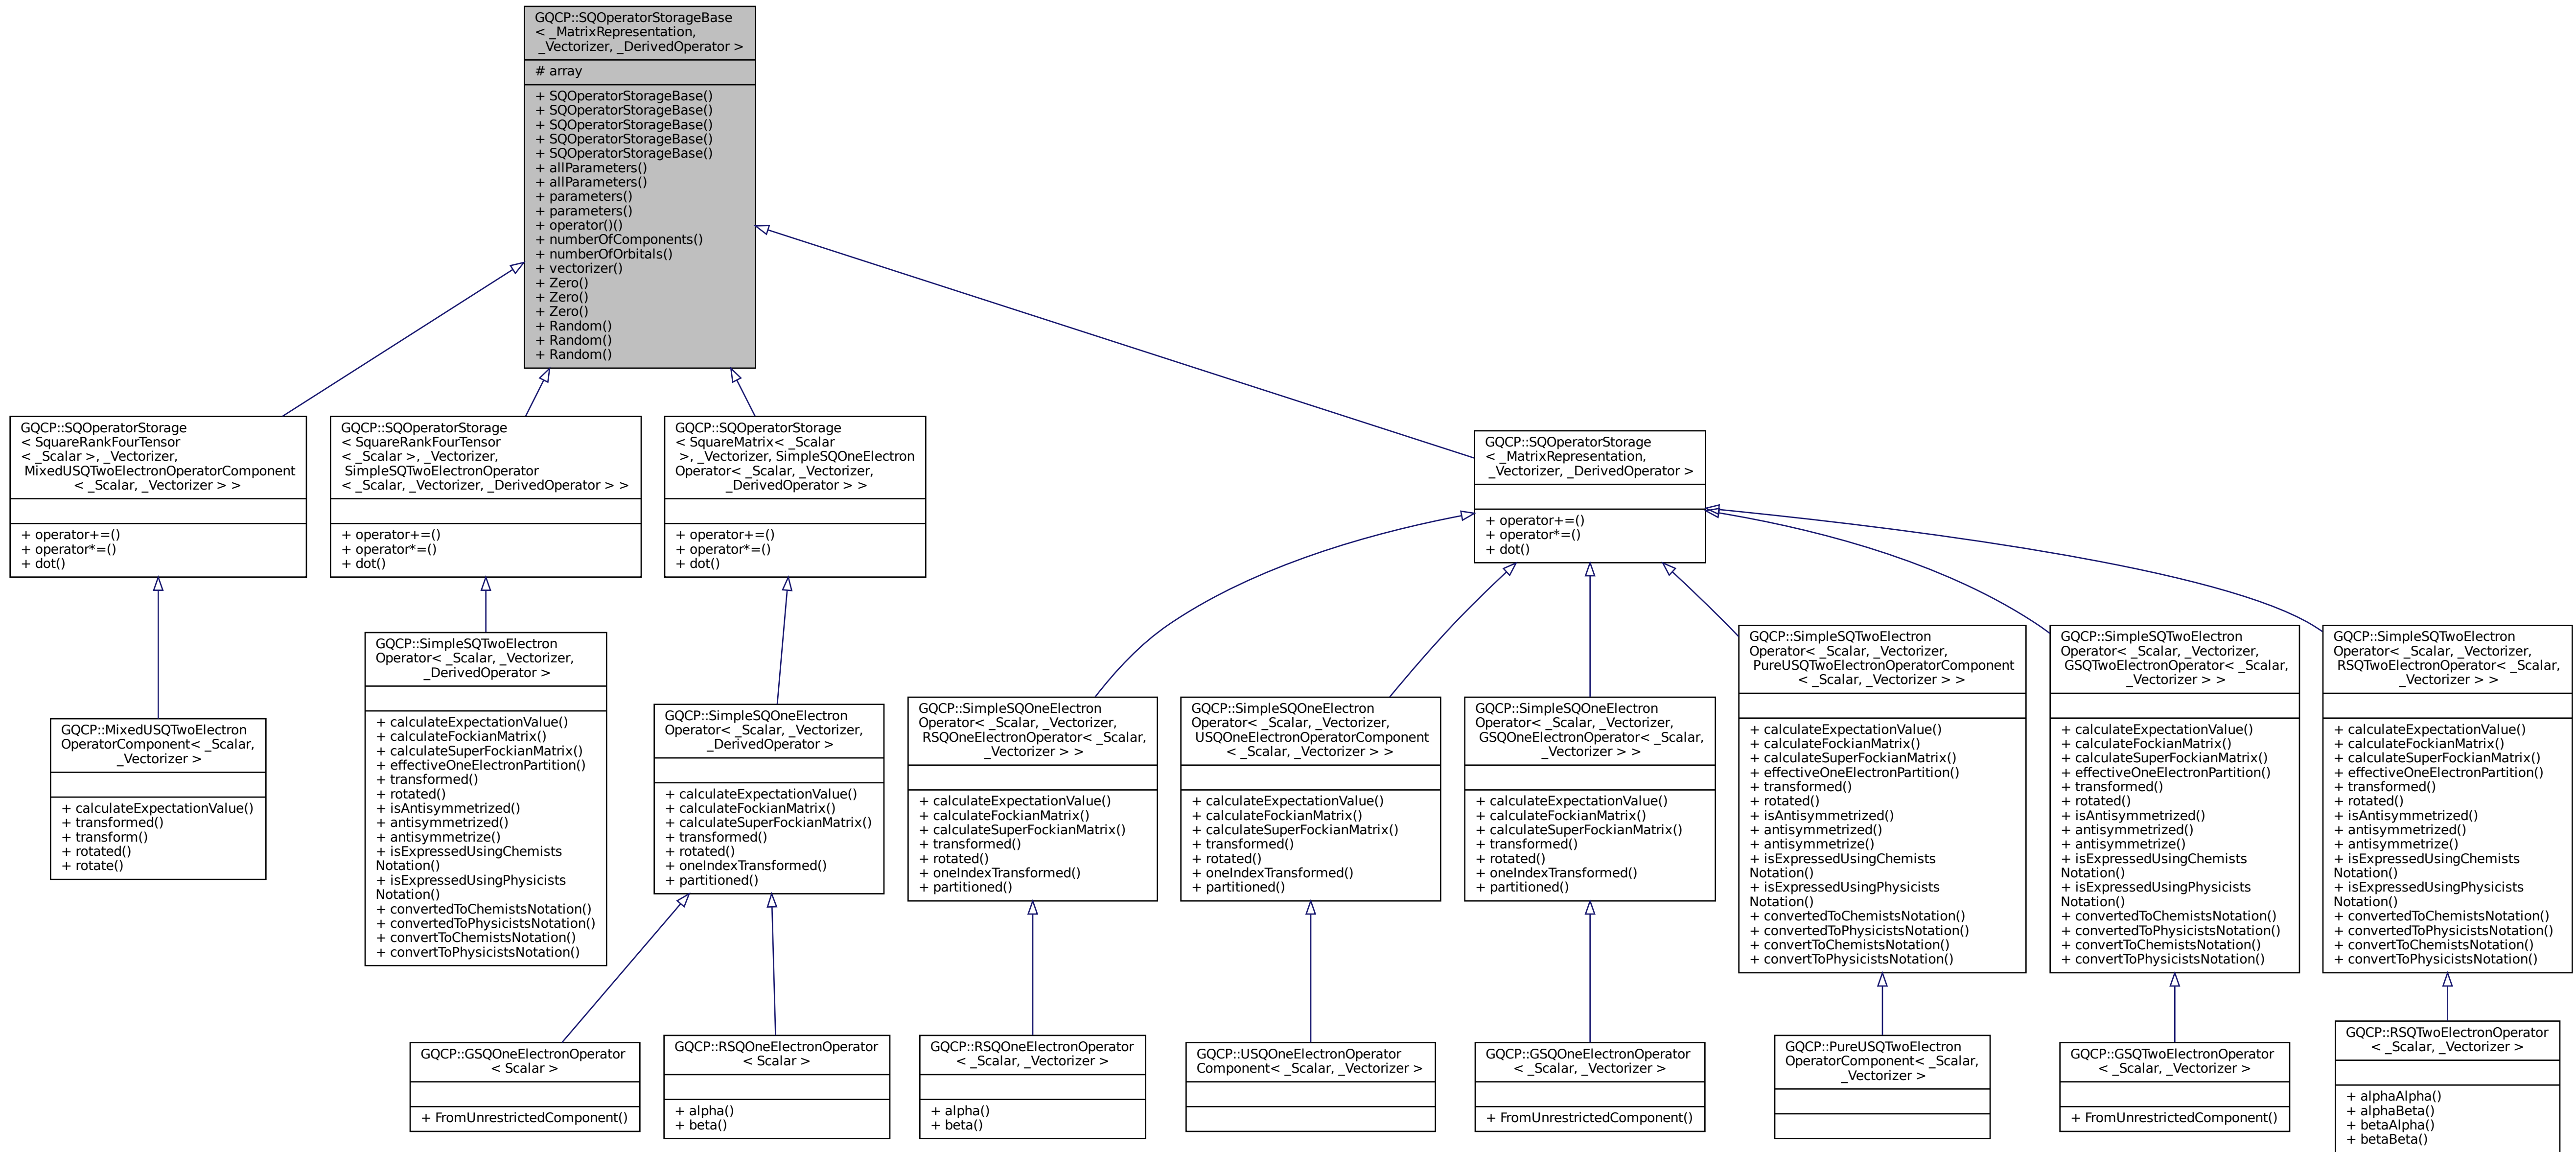 GQCP::SQOperatorStorageBase
< _MatrixRepresentation,
_Vectorizer, _DerivedOperator >
# array
+ SQOperatorStorageBase()
+ SQOperatorStorageBase()
+ SQOperatorStorageBase()
+ SQOperatorStorageBase()
+ SQOperatorStorageBase()
+ allParameters()
+ allParameters()
+ parameters()
+ parameters()
+ operator()()
+ numberOfComponents()
+ numberOfOrbitals()
+ vectorizer()
+ Zero()
+ Zero()
+ Zero()
+ Random()
+ Random()
+ Random()
GQCP::SQOperatorStorage
< SquareRankFourTensor
< _Scalar >, _Vectorizer,
MixedUSQTwoElectronOperatorComponent
< _Scalar, _Vectorizer > >
+ operator+=()
+ operator*=()
+ dot()
GQCP::SQOperatorStorage
< SquareRankFourTensor
< _Scalar >, _Vectorizer,
SimpleSQTwoElectronOperator
< _Scalar, _Vectorizer, _DerivedOperator > >
+ operator+=()
+ operator*=()
+ dot()
GQCP::SQOperatorStorage
< SquareMatrix< _Scalar
>, _Vectorizer, SimpleSQOneElectron
Operator< _Scalar, _Vectorizer,
_DerivedOperator > >
+ operator+=()
+ operator*=()
+ dot()
GQCP::SQOperatorStorage
< _MatrixRepresentation,
_Vectorizer, _DerivedOperator >
+ operator+=()
+ operator*=()
+ dot()
GQCP::MixedUSQTwoElectron
OperatorComponent< _Scalar,
_Vectorizer >
+ calculateExpectationValue()
+ transformed()
+ transform()
+ rotated()
+ rotate()
GQCP::SimpleSQTwoElectron
Operator< _Scalar, _Vectorizer,
_DerivedOperator >
+ calculateExpectationValue()
+ calculateFockianMatrix()
+ calculateSuperFockianMatrix()
+ effectiveOneElectronPartition()
+ transformed()
+ rotated()
+ isAntisymmetrized()
+ antisymmetrized()
+ antisymmetrize()
+ isExpressedUsingChemists
Notation()
+ isExpressedUsingPhysicists
Notation()
+ convertedToChemistsNotation()
+ convertedToPhysicistsNotation()
+ convertToChemistsNotation()
+ convertToPhysicistsNotation()
GQCP::SimpleSQOneElectron
Operator< _Scalar, _Vectorizer,
_DerivedOperator >
+ calculateExpectationValue()
+ calculateFockianMatrix()
+ calculateSuperFockianMatrix()
+ transformed()
+ rotated()
+ oneIndexTransformed()
+ partitioned()
GQCP::SimpleSQOneElectron
Operator< _Scalar, _Vectorizer,
RSQOneElectronOperator< _Scalar,
_Vectorizer > >
+ calculateExpectationValue()
+ calculateFockianMatrix()
+ calculateSuperFockianMatrix()
+ transformed()
+ rotated()
+ oneIndexTransformed()
+ partitioned()
GQCP::SimpleSQOneElectron
Operator< _Scalar, _Vectorizer,
USQOneElectronOperatorComponent
< _Scalar, _Vectorizer > >
+ calculateExpectationValue()
+ calculateFockianMatrix()
+ calculateSuperFockianMatrix()
+ transformed()
+ rotated()
+ oneIndexTransformed()
+ partitioned()
GQCP::SimpleSQOneElectron
Operator< _Scalar, _Vectorizer,
GSQOneElectronOperator< _Scalar,
_Vectorizer > >
+ calculateExpectationValue()
+ calculateFockianMatrix()
+ calculateSuperFockianMatrix()
+ transformed()
+ rotated()
+ oneIndexTransformed()
+ partitioned()
GQCP::SimpleSQTwoElectron
Operator< _Scalar, _Vectorizer,
PureUSQTwoElectronOperatorComponent
< _Scalar, _Vectorizer > >
+ calculateExpectationValue()
+ calculateFockianMatrix()
+ calculateSuperFockianMatrix()
+ effectiveOneElectronPartition()
+ transformed()
+ rotated()
+ isAntisymmetrized()
+ antisymmetrized()
+ antisymmetrize()
+ isExpressedUsingChemists
Notation()
+ isExpressedUsingPhysicists
Notation()
+ convertedToChemistsNotation()
+ convertedToPhysicistsNotation()
+ convertToChemistsNotation()
+ convertToPhysicistsNotation()
GQCP::SimpleSQTwoElectron
Operator< _Scalar, _Vectorizer,
GSQTwoElectronOperator< _Scalar,
_Vectorizer > >
+ calculateExpectationValue()
+ calculateFockianMatrix()
+ calculateSuperFockianMatrix()
+ effectiveOneElectronPartition()
+ transformed()
+ rotated()
+ isAntisymmetrized()
+ antisymmetrized()
+ antisymmetrize()
+ isExpressedUsingChemists
Notation()
+ isExpressedUsingPhysicists
Notation()
+ convertedToChemistsNotation()
+ convertedToPhysicistsNotation()
+ convertToChemistsNotation()
+ convertToPhysicistsNotation()
GQCP::SimpleSQTwoElectron
Operator< _Scalar, _Vectorizer,
RSQTwoElectronOperator< _Scalar,
_Vectorizer > >
+ calculateExpectationValue()
+ calculateFockianMatrix()
+ calculateSuperFockianMatrix()
+ effectiveOneElectronPartition()
+ transformed()
+ rotated()
+ isAntisymmetrized()
+ antisymmetrized()
+ antisymmetrize()
+ isExpressedUsingChemists
Notation()
+ isExpressedUsingPhysicists
Notation()
+ convertedToChemistsNotation()
+ convertedToPhysicistsNotation()
+ convertToChemistsNotation()
+ convertToPhysicistsNotation()
GQCP::GSQOneElectronOperator
< Scalar >
+ FromUnrestrictedComponent()
GQCP::RSQOneElectronOperator
< Scalar >
+ alpha()
+ beta()
GQCP::RSQOneElectronOperator
< _Scalar, _Vectorizer >
+ alpha()
+ beta()
GQCP::USQOneElectronOperator
Component< _Scalar, _Vectorizer >
GQCP::GSQOneElectronOperator
< _Scalar, _Vectorizer >
+ FromUnrestrictedComponent()
GQCP::PureUSQTwoElectron
OperatorComponent< _Scalar,
_Vectorizer >
GQCP::GSQTwoElectronOperator
< _Scalar, _Vectorizer >
+ FromUnrestrictedComponent()
GQCP::RSQTwoElectronOperator
< _Scalar, _Vectorizer >
+ alphaAlpha()
+ alphaBeta()
+ betaAlpha()
+ betaBeta()